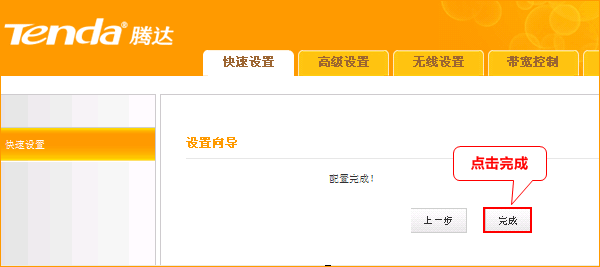 Tenda® 腾达
快速设置 高级设置 无线设置 带宽控制
快速设置
设置向导
点击完成
配置完成!
上一步 完成